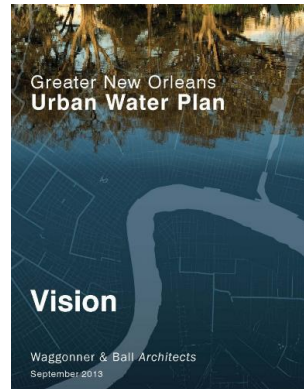 Greater New Orleans
Urban Water Plan
Vision
Waggonner & Ball Architects
September 2013